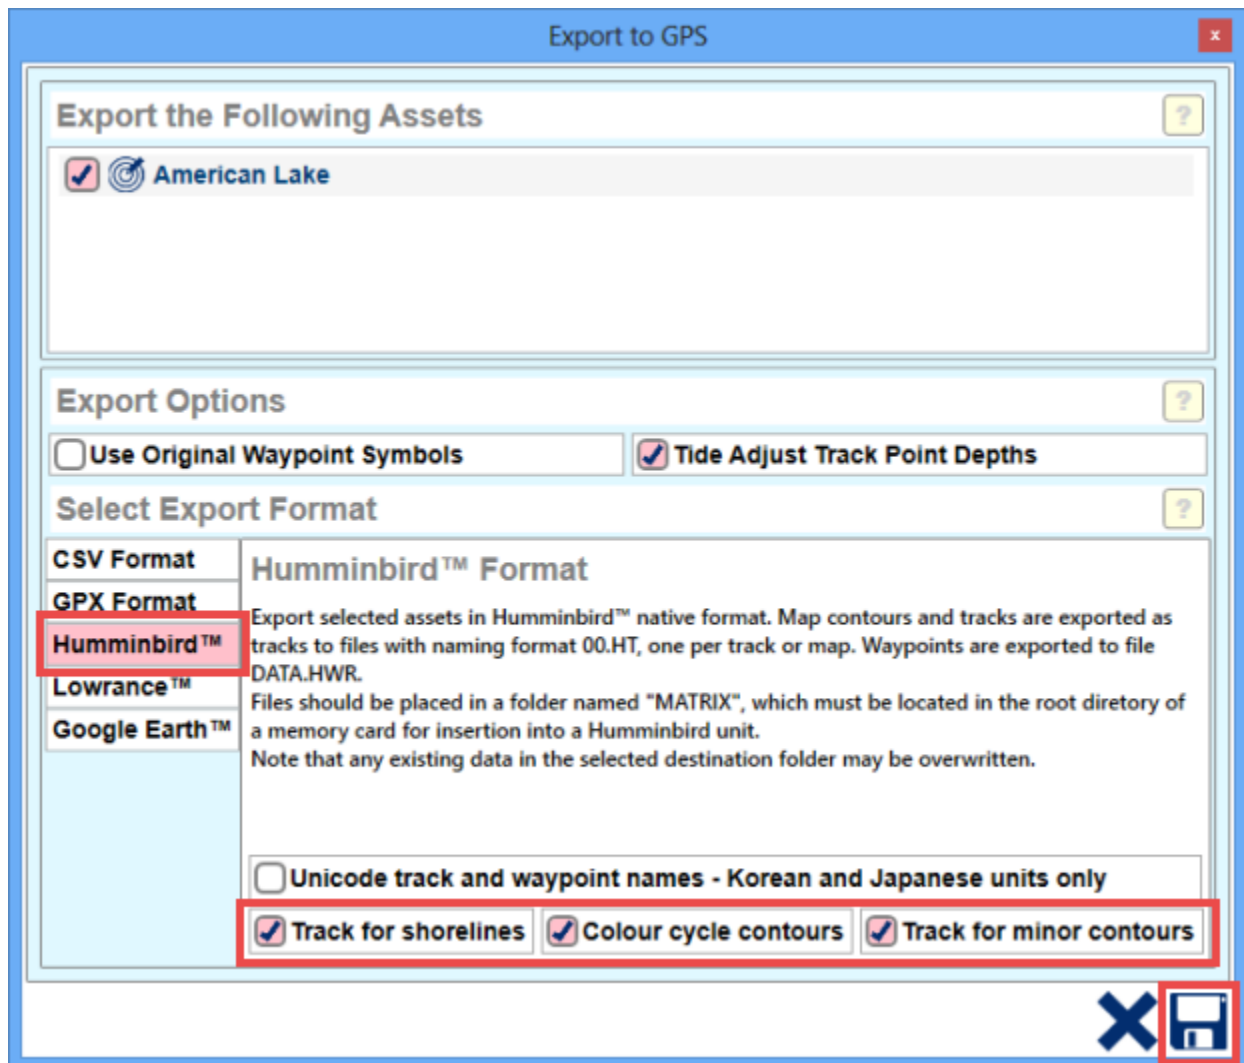 Export to GPS
x
Export the Following Assets
?
American Lake
Export Options
?
Use Original Waypoint Symbols
Tide Adjust Track Point Depths
Select Export Format
?
CSV Format
GPX Format
Humminbird™
Lowrance™
Google Earth™
Humminbird™ Format
Export selected assets in Humminbird™ native format. Map contours and tracks are exported as
tracks to files with naming format 00.HT, one per track or map. Waypoints are exported to file
DATA.HWR.
Files should be placed in a folder named "MATRIX", which must be located in the root diretory of
a memory card for insertion into a Humminbird unit.
Note that any existing data in the selected destination folder may be overwritten.
Unicode track and waypoint names - Korean and Japanese units only
Track for shorelines
Colour cycle contours
Track for minor contours